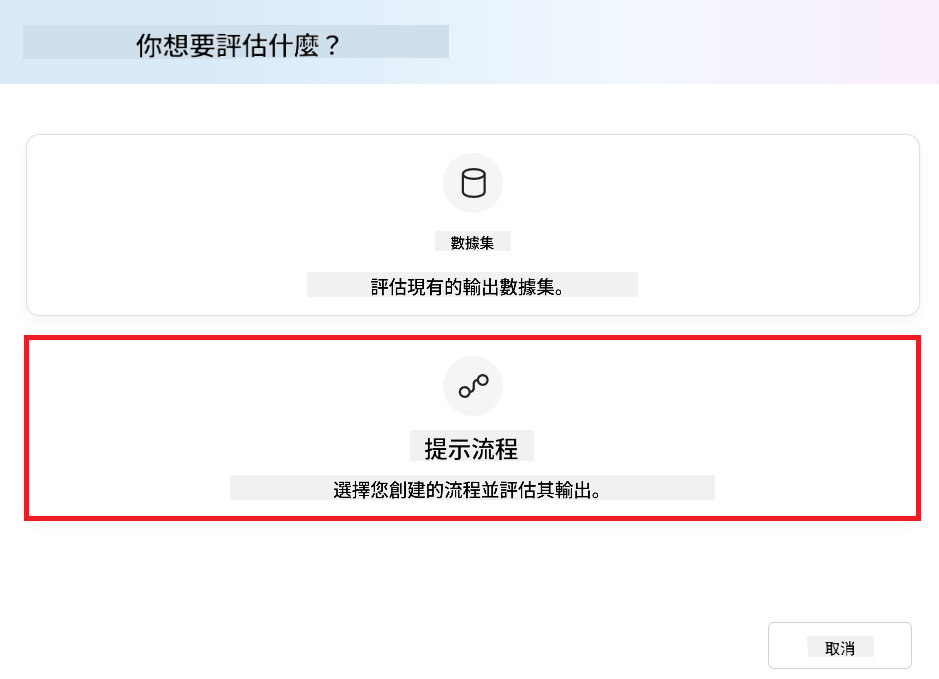 你想要評估什麼？
數據集
評估現有的輸出數據集。
提示流程
選擇您創建的流程並評估其輸出。
取消